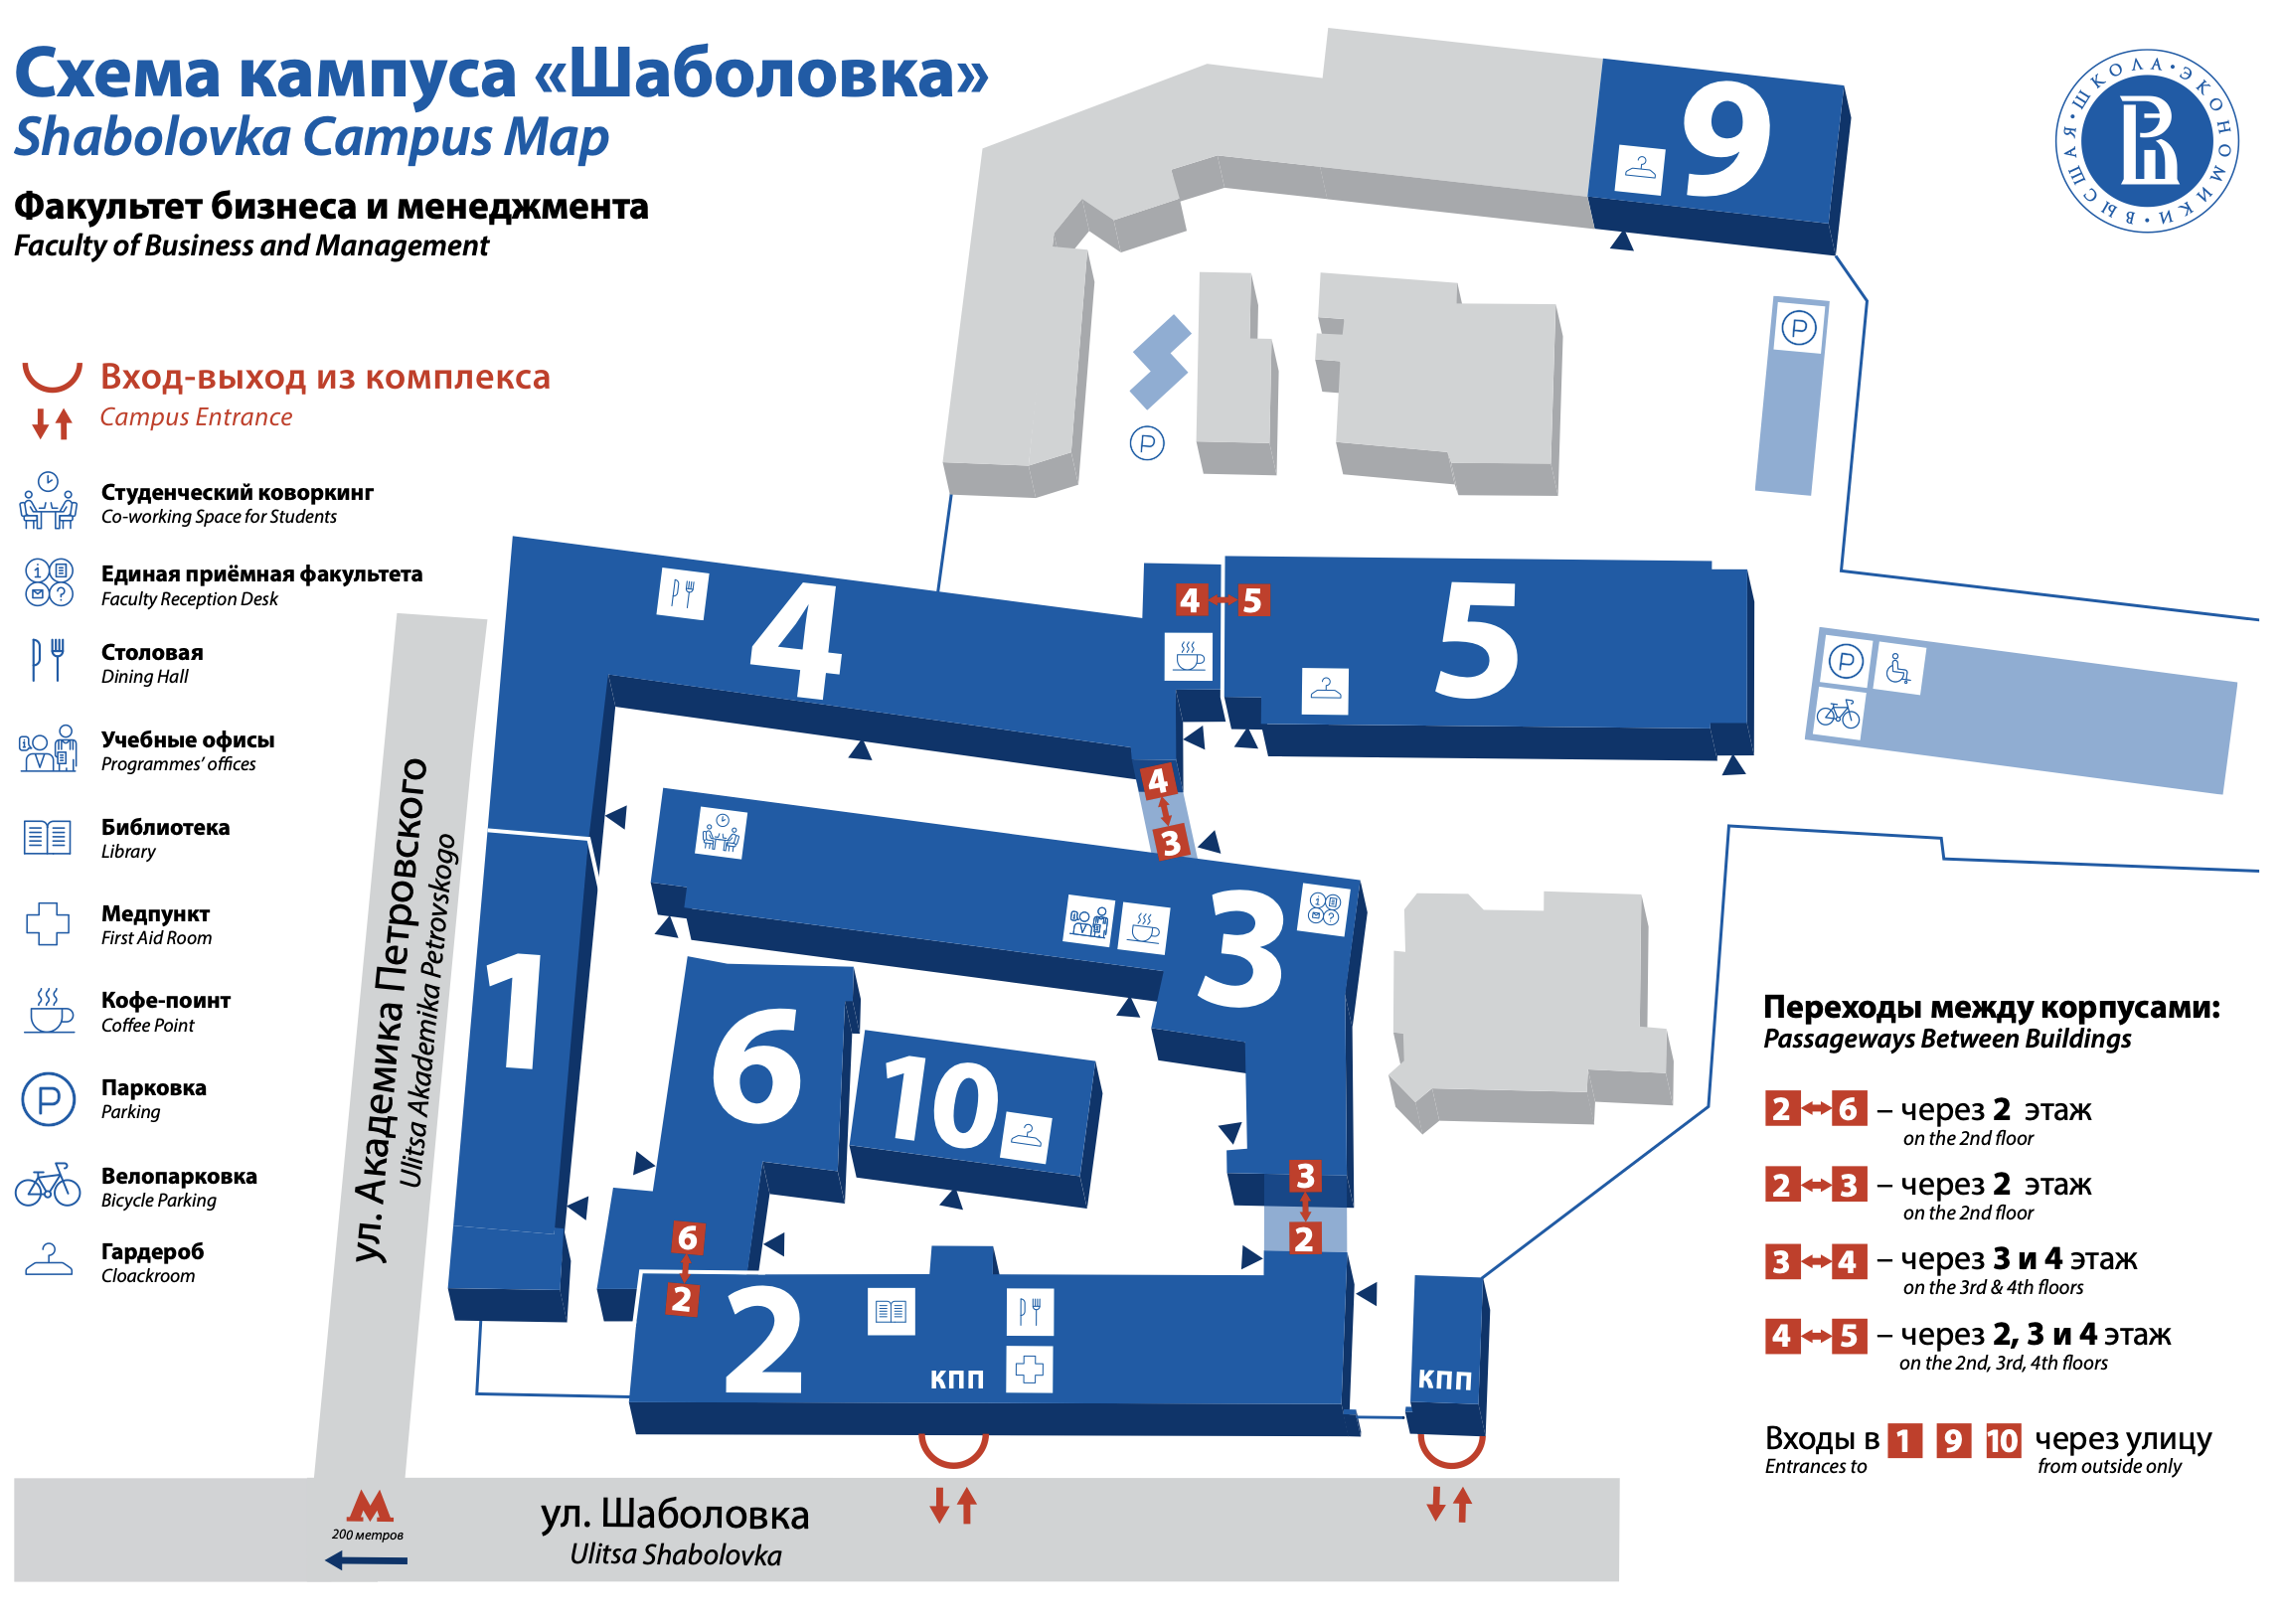 Схема кампуса «Шаболовка»
Shabolovka Campus Map
Факультет бизнеса и менеджмента
Faculty of Business and Management
ВЫСШАЯ • ШКОЛА • ЭКОНОМИКИ •
Вход-выход из комплекса
Campus Entrance
Студенческий коворкинг
Co-working Space for Students
Единая приёмная факультета
Faculty Reception Desk
Столовая
Dining Hall
Учебные офисы
Programmes’ offices
Библиотека
Library
Медпункт
First Aid Room
Кофе-поинт
Coffee Point
P
Парковка
Parking
Велопарковка
Bicycle Parking
Гардероб
Cloackroom
9
P
P
4
4 5
5
P
4
3
3
1
6
10
3
2
6
2
2
КПП
КПП
ул. Академика Петровского
Ulitsa Akademika Petrovskogo
М
200 метров
ул. Шаболовка
Ulitsa Shabolovka
Переходы между корпусами:
Passageways Between Buildings
2 6 – через 2 этаж
on the 2nd floor
2 3 – через 2 этаж
on the 2nd floor
3 4 – через 3 и 4 этаж
on the 3rd & 4th floors
4 5 – через 2, 3 и 4 этаж
on the 2nd, 3rd, 4th floors
Входы в 1 9 10 через улицу
Entrances to from outside only